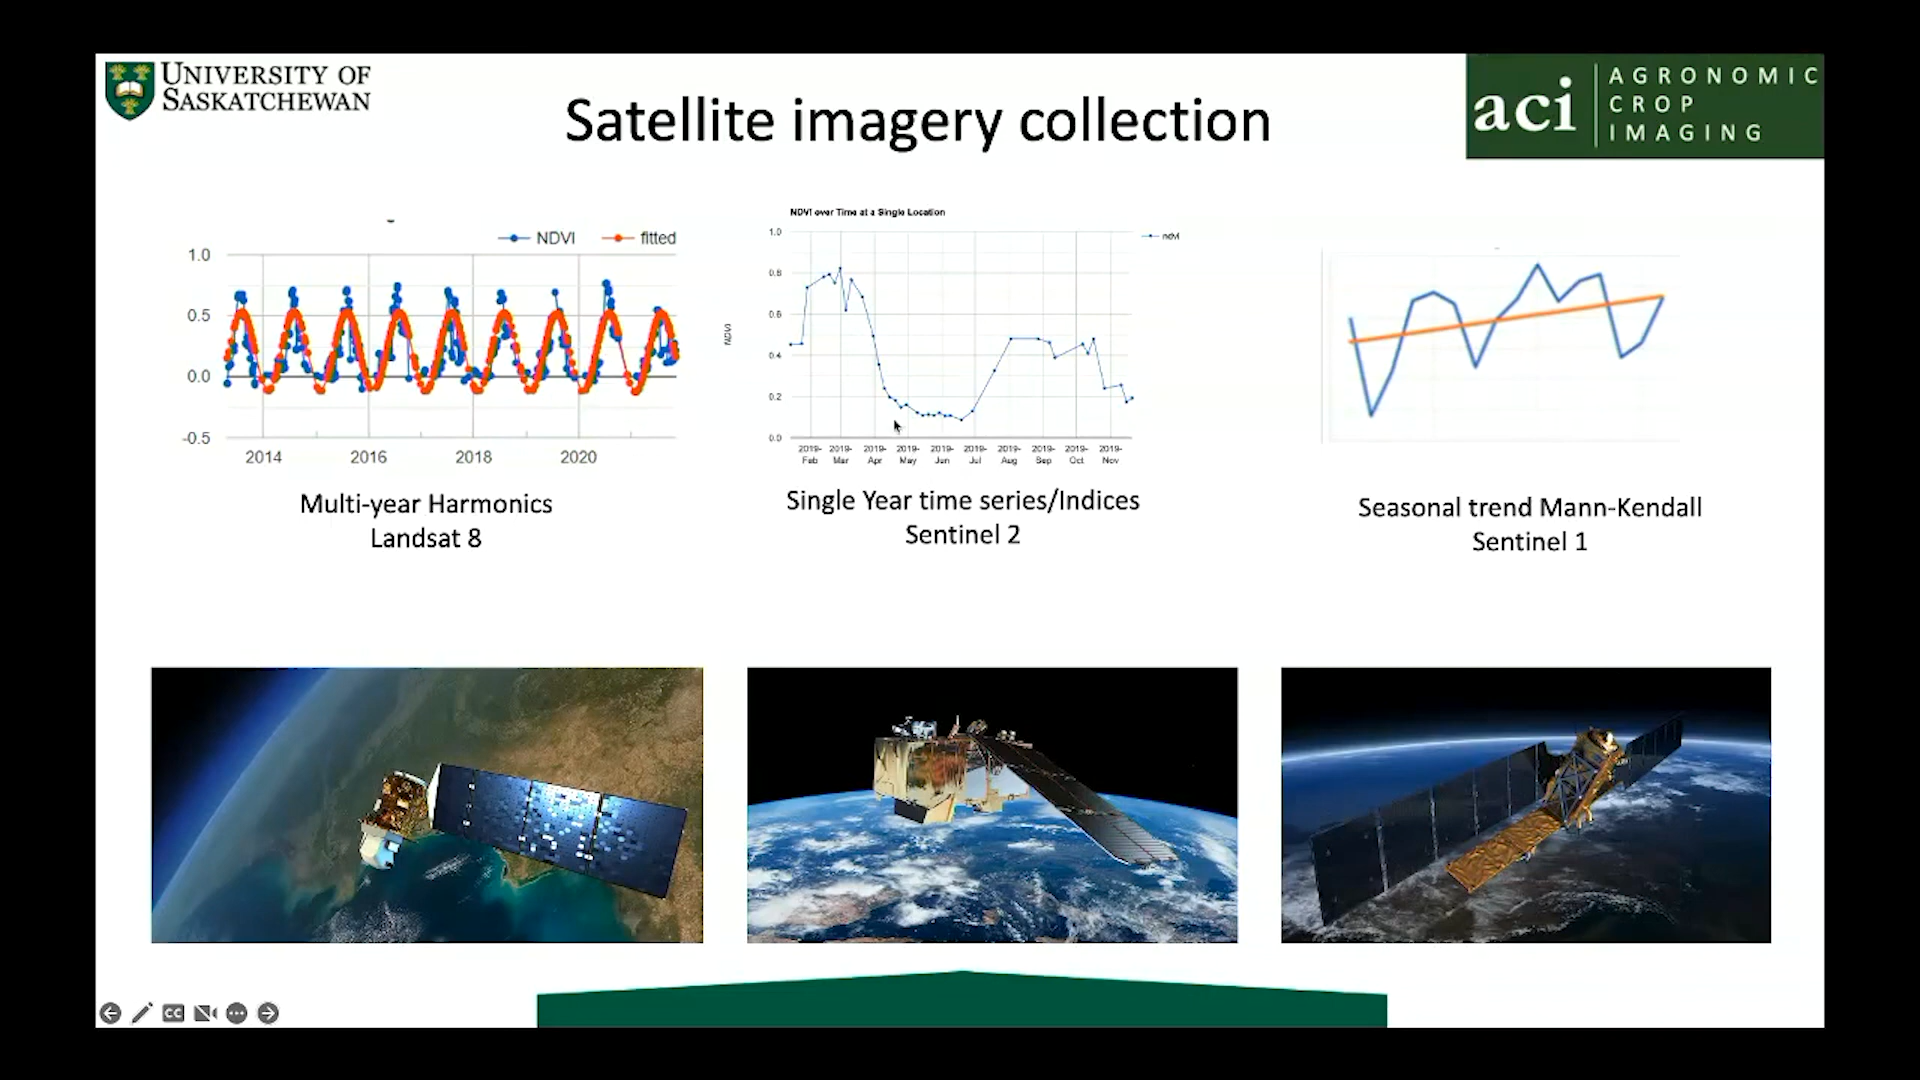 UNIVERSITY OF
SASKATCHEWAN
Satellite imagery collection
aci
AGRONOMIC
CROP
IMAGING
NDVI
fitted
1.0
0.5
0.0
-0.5
2014
2016
2018
2020
Multi-year Harmonics
Landsat 8
NDVI over Time at a Single Location
ndvi
NDVI
1.0
0.8
0.6
0.4
0.2
0.0
2019-
Feb
2019-
Mar
2019-
Apr
2019-
May
2019-
Jun
2019-
Jul
2019-
Aug
2019-
Sep
2019-
Oct
2019-
Nov
Single Year time series/Indices
Sentinel 2
Seasonal trend Mann-Kendall
Sentinel 1
CC